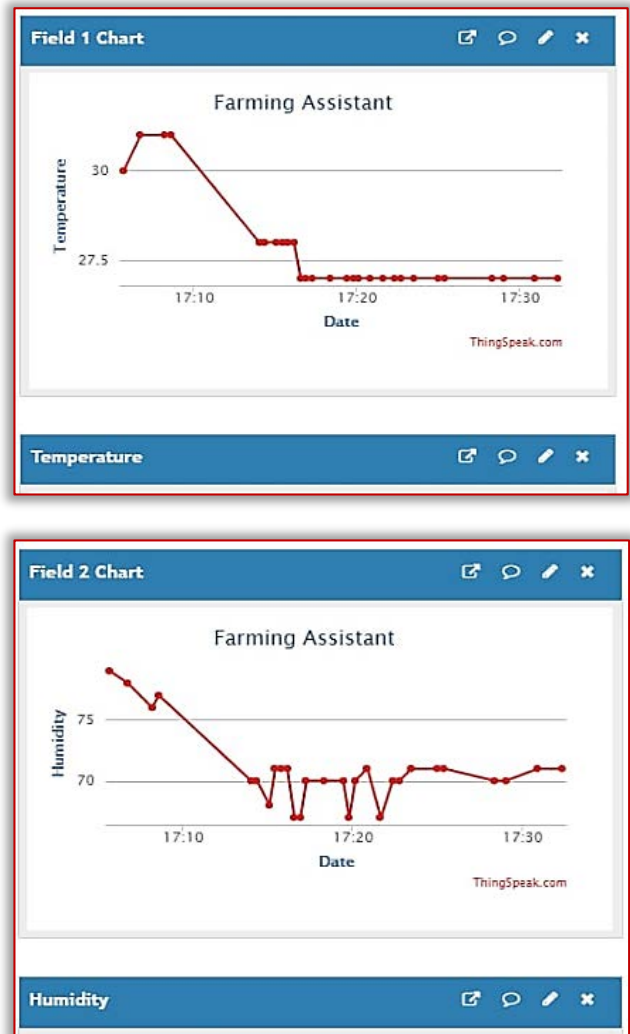 Field 1 Chart
Farming Assistant
Temperature
30
27.5
17:10 17:20 17:30
Date
ThingSpeak.com
Temperature
Field 2 Chart
Farming Assistant
Humidity
75
70
17:10 17:20 17:30
Date
ThingSpeak.com
Humidity